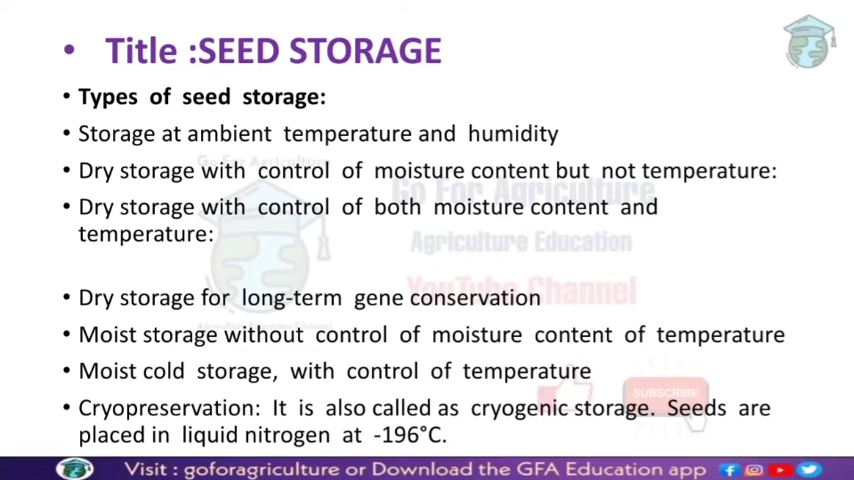 • Title :SEED STORAGE
• Types of seed storage:
• Storage at ambient temperature and humidity
• Dry storage with control of moisture content but not temperature:
• Dry storage with control of both moisture content and
temperature:
• Dry storage for long-term gene conservation
• Moist storage without control of moisture content of temperature
• Moist cold storage, with control of temperature
• Cryopreservation: It is also called as cryogenic storage. Seeds are
placed in liquid nitrogen at -196°C.
Go For Agriculture
Go For Agriculture
Agriculture Education
YouTube Channel
SUBSCRIBE
Visit : goforagriculture or Download the GFA Education app